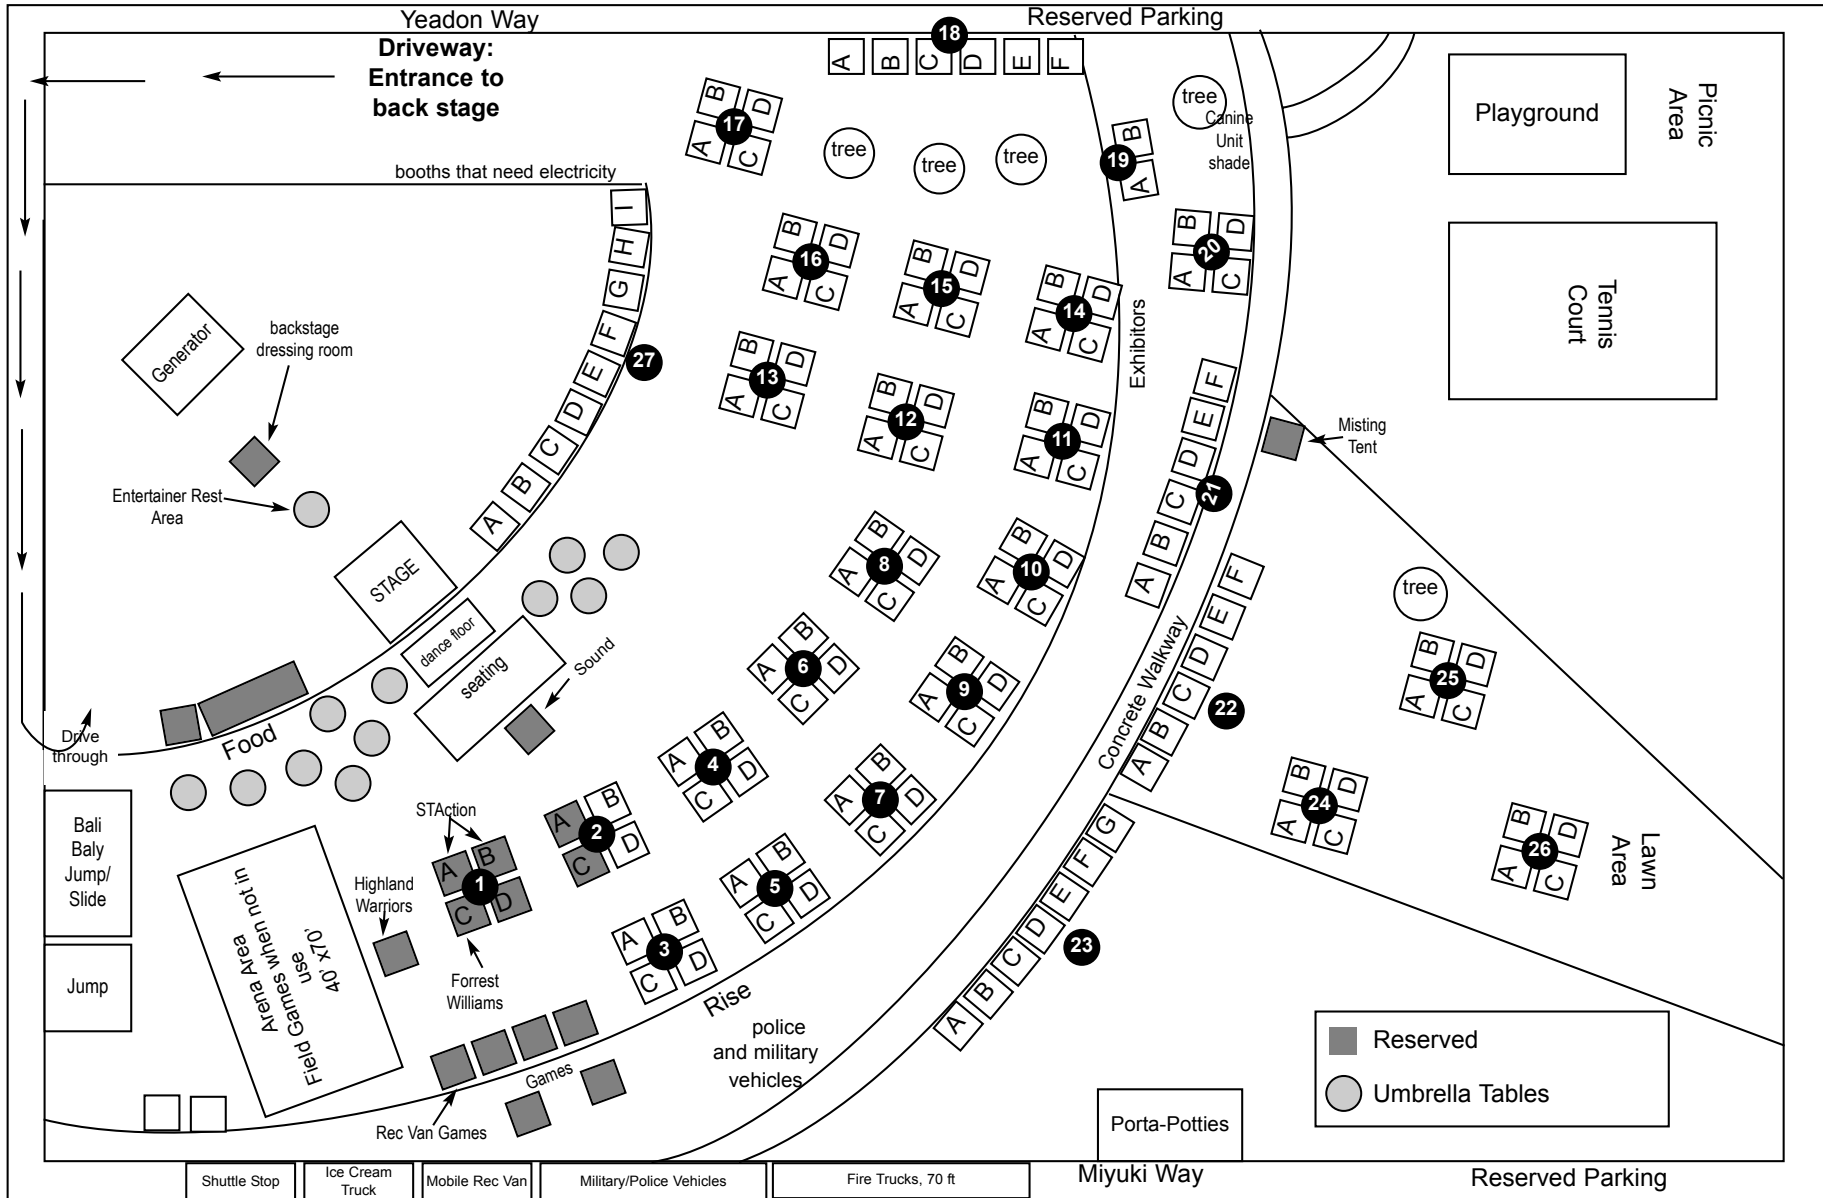 Yeadon Way
Reserved Parking
Driveway:
Entrance to
back stage
18
A B C D E F
17
A B C D
tree
tree
tree
tree
Canine
Unit
shade
19
A B
Playground
Picnic
Area
booths that need electricity
I
H
G
F
E
D
C
B
A
27
16
A B C D
15
A B C D
14
A B C D
20
A B C D
Exhibitors
Tennis
Court
Generator
backstage
dressing room
13
A B C D
12
A B C D
11
A B C D
21
A B C D E F
Misting
Tent
Entertainer Rest
Area
STAGE
dance floor
seating
Sound
8
A B C D
10
A B C D
6
A B C D
9
A B C D
Concrete Walkway
22
A B C D E F
tree
25
A B C D
Drive
through
Food
4
A B C D
7
A B C D
24
A B C D
26
A B C D
Lawn
Area
Bali
Baly
Jump/
Slide
STAction
1
A B C D
2
A B C D
5
A B C D
3
A B C D
23
A B C D E F G
Highland
Warriors
Forrest
Williams
Arena Area
Field Games when not in
use
40' x70'
Jump
Rise
police
and military
vehicles
Games
Rec Van Games
Reserved
Umbrella Tables
Porta-Potties
Shuttle Stop
Ice Cream
Truck
Mobile Rec Van
Military/Police Vehicles
Fire Trucks, 70 ft
Miyuki Way
Reserved Parking